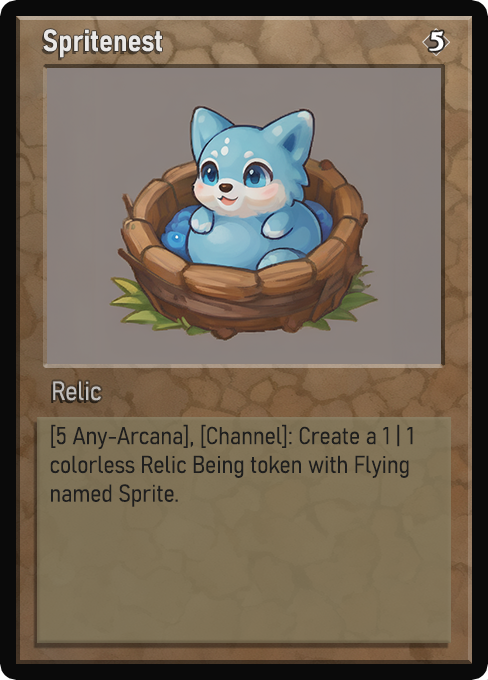 Spritenest
5
Relic
[5 Any-Arcana], [Channel]: Create a 1|1
colorless Relic Being token with Flying
named Sprite.